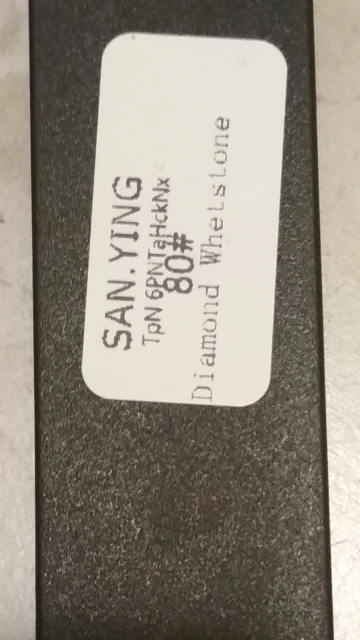 SAN.YING
TpN 6PNTaHckNx
80#
Diamond Whetstone